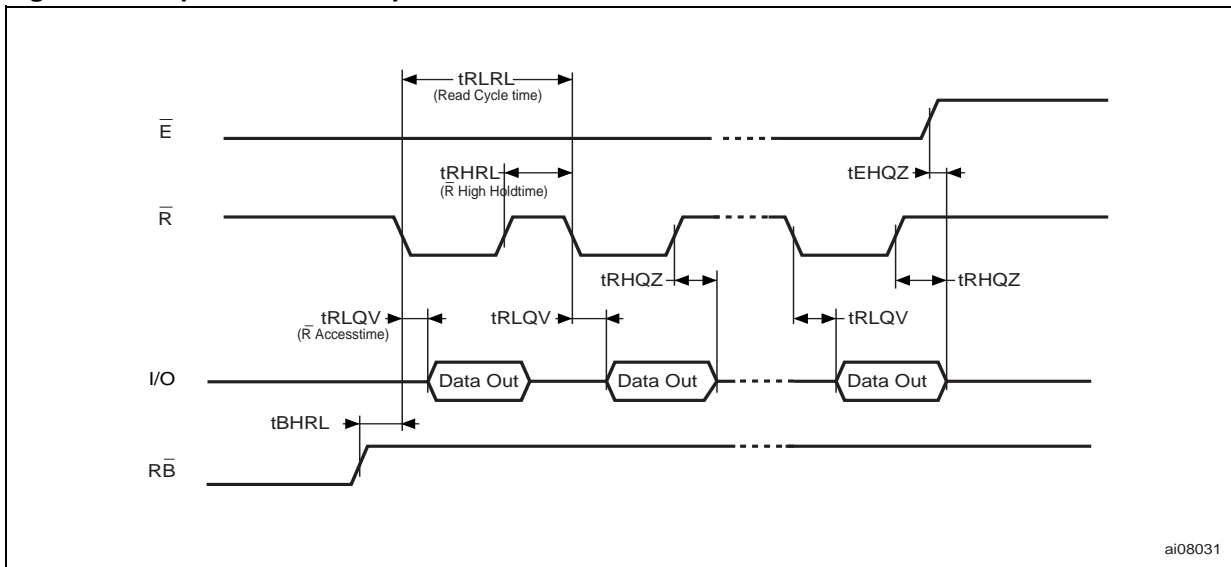 tRLRL
(Read Cycle time)
E̅
tRHRL
(R̅ High Holdtime)
tEHQZ
R̅
tRHQZ
tRHQZ
tRLQV
(R̅ Accesstime)
tRLQV
tRLQV
I/O
Data Out
Data Out
Data Out
tBHRL
RB̅
ai08031